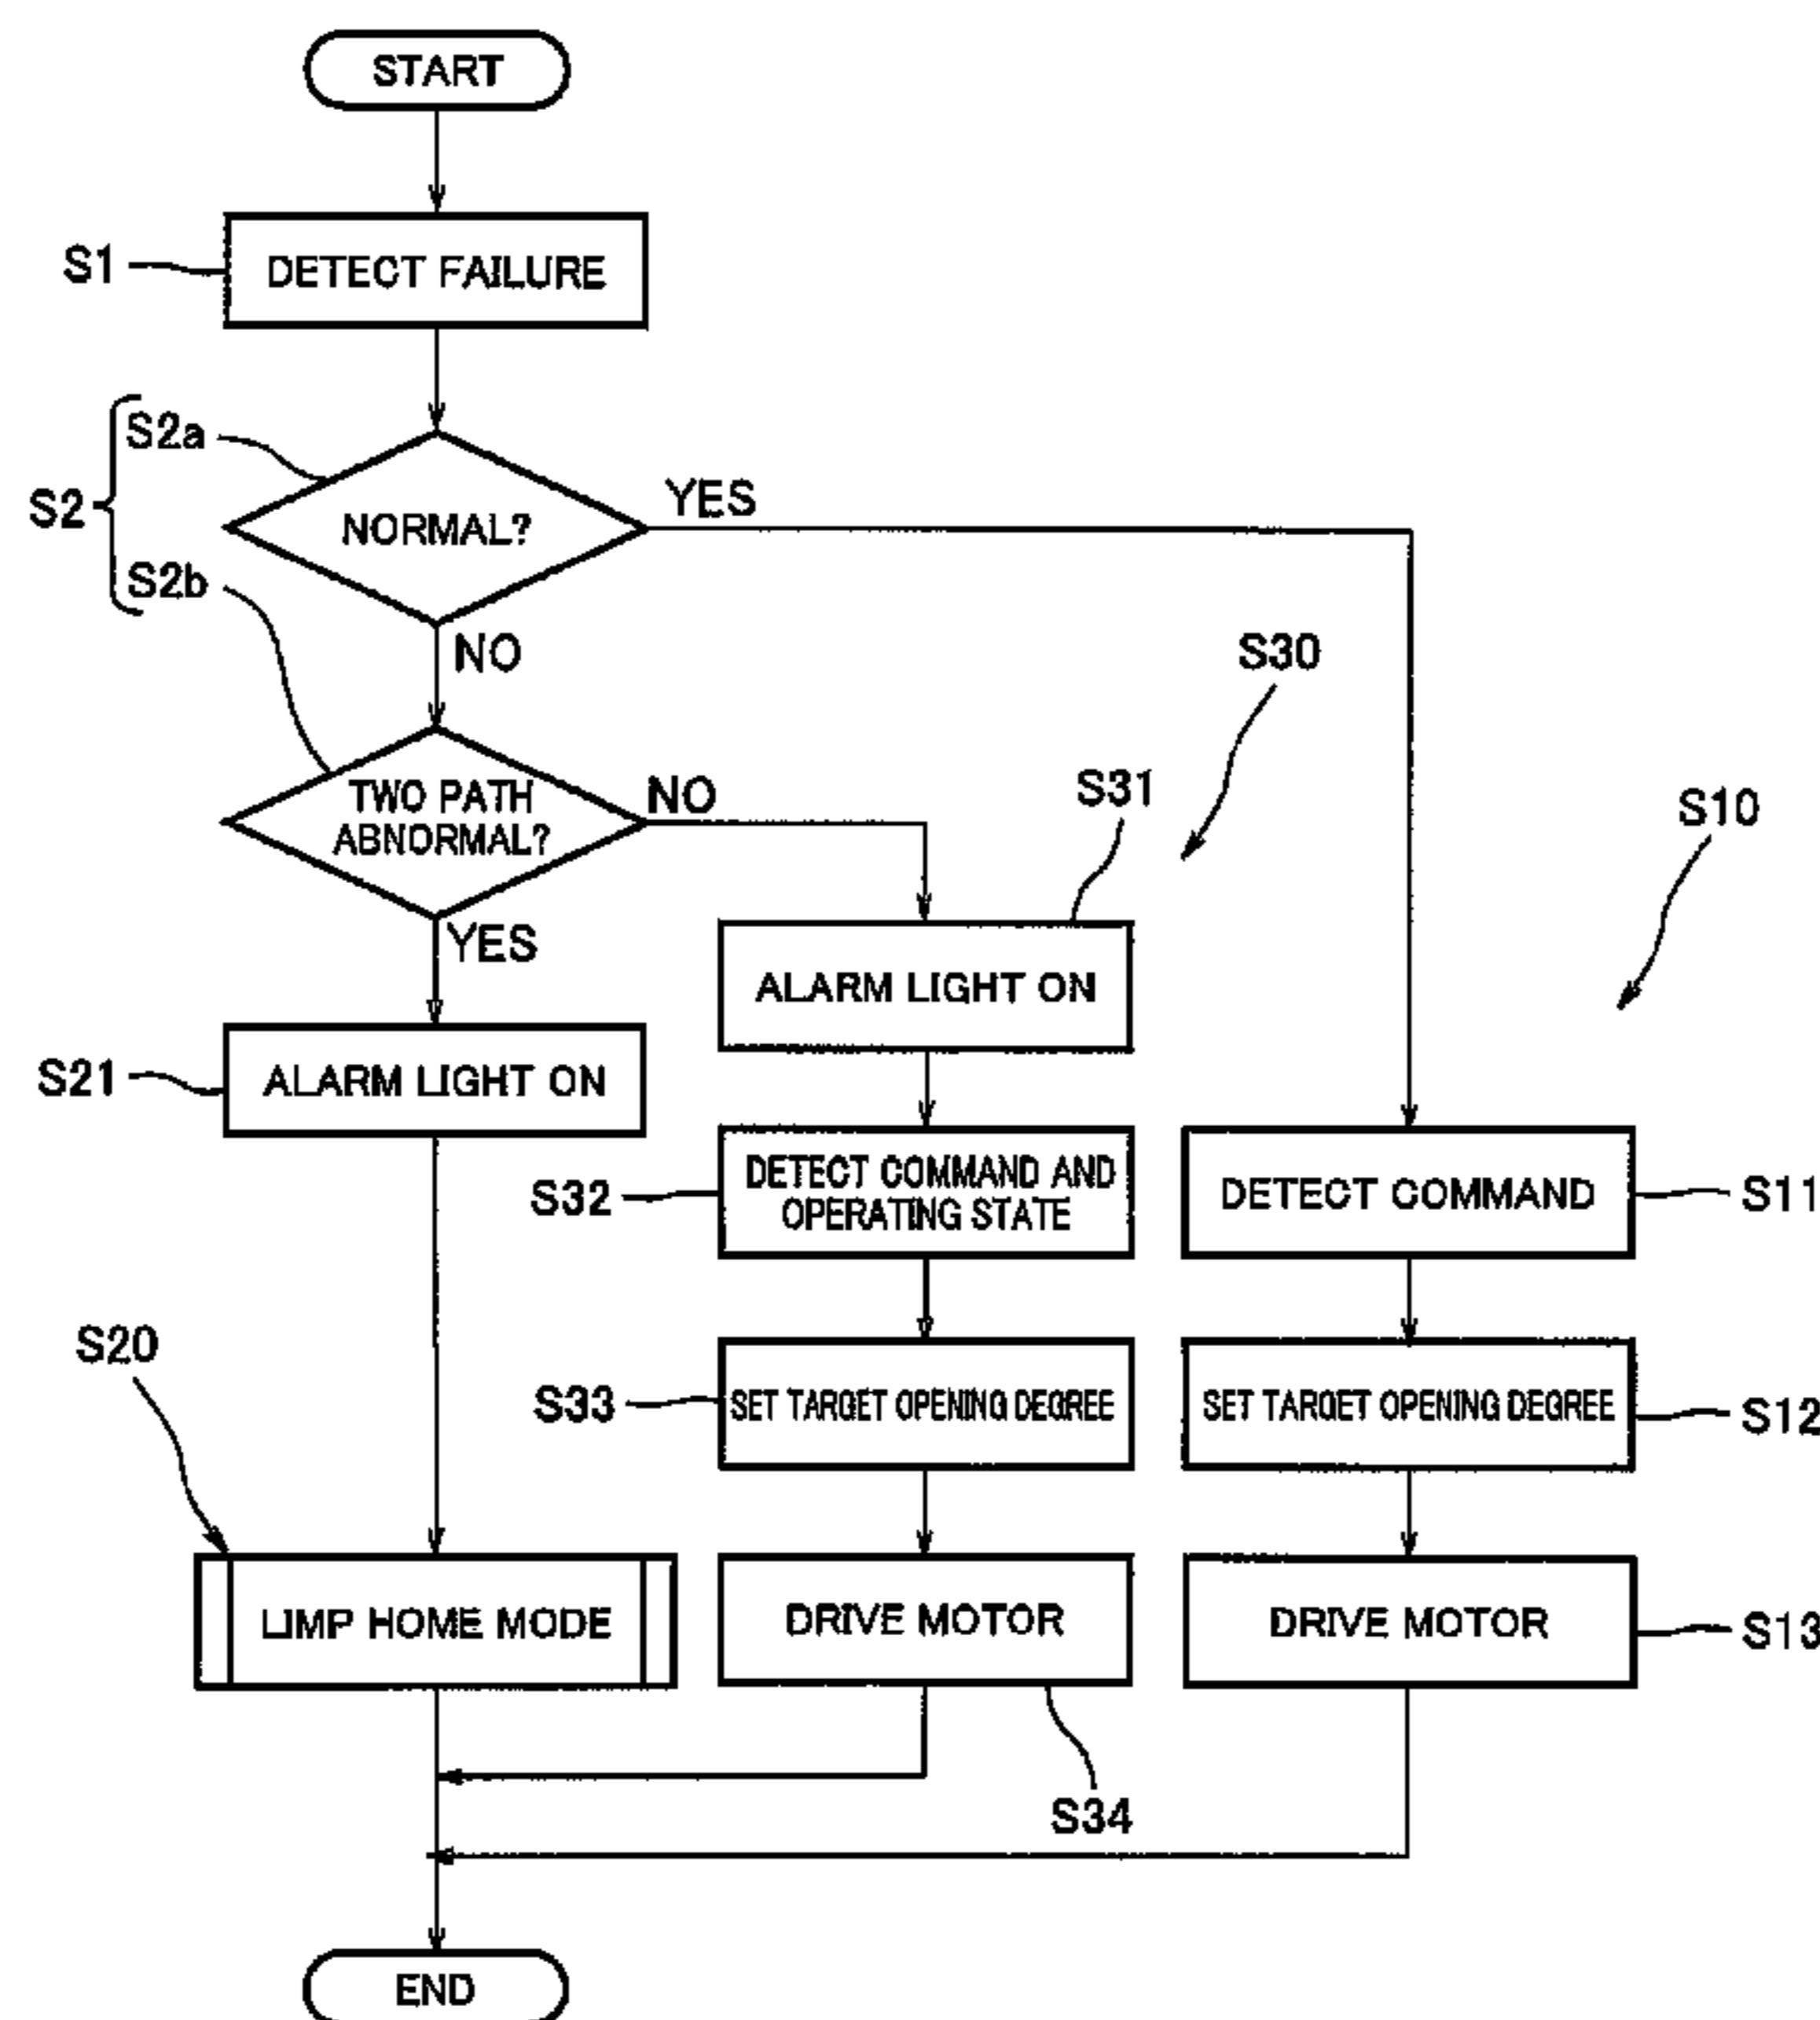 START
S1
DETECT FAILURE
S2
S2a
S2b
NORMAL?
YES
NO
S30
S10
TWO PATH
ABNORMAL?
NO
YES
S31
ALARM LIGHT ON
S21
ALARM LIGHT ON
S32
DETECT COMMAND AND
OPERATING STATE
DETECT COMMAND
S11
S20
S33
SET TARGET OPENING DEGREE
SET TARGET OPENING DEGREE
S12
LIMP HOME MODE
DRIVE MOTOR
DRIVE MOTOR
S13
S34
END